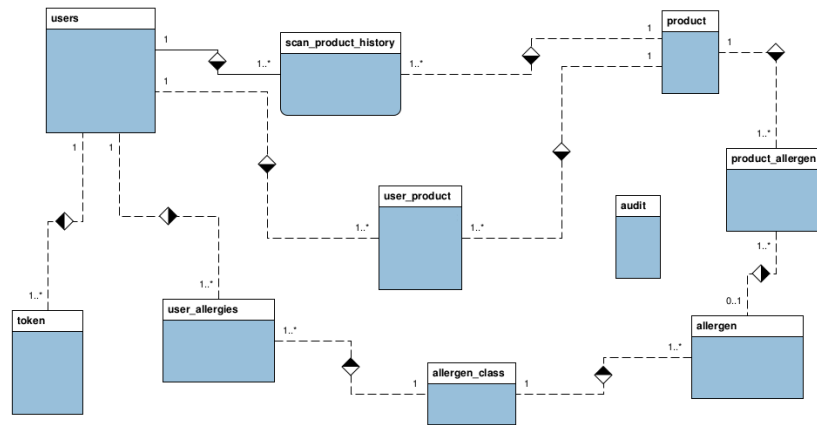 users
product
1
scan_product_history
1
1
1..*
1..*
1
1
1
1..*
product_allergen
1
1
user_product
audit
1..*
1..*
1..*
1..*
1..*
0..1
token
user_allergies
allergen
1..*
1..*
allergen_class
1
1